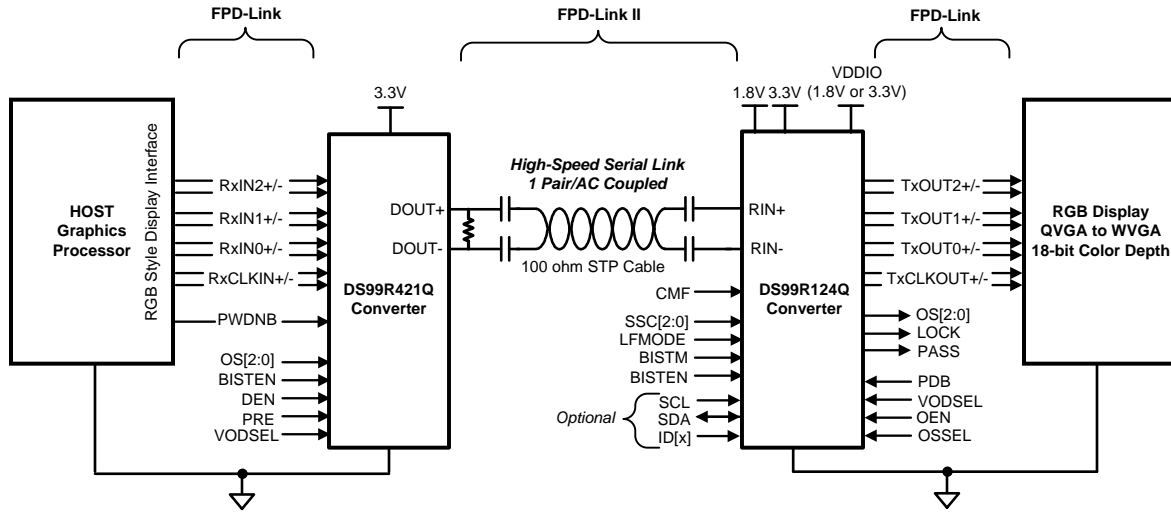 FPD-Link
FPD-Link II
FPD-Link
VDDIO
(1.8V or 3.3V)
3.3V
1.8V
3.3V
HOST
Graphics
Processor
RGB Style Display Interface
RxIN2+/-
RxIN1+/-
RxIN0+/-
RxCLKIN+/-
PWDNB
OS[2:0]
BISTEN
DEN
PRE
VODSEL
DOUT+
DOUT-
DS99R421Q
Converter
High-Speed Serial Link
1 Pair/AC Coupled
100 ohm STP Cable
CMF
SSC[2:0]
LFMODE
BISTM
BISTEN
Optional
SCL
SDA
ID[x]
RIN+
RIN-
DS99R124Q
Converter
TxOUT2+/-
TxOUT1+/-
TxOUT0+/-
TxCLKOUT+/-
OS[2:0]
LOCK
PASS
PDB
VODSEL
OEN
OSSEL
RGB Display
QVGA to WVGA
18-bit Color Depth